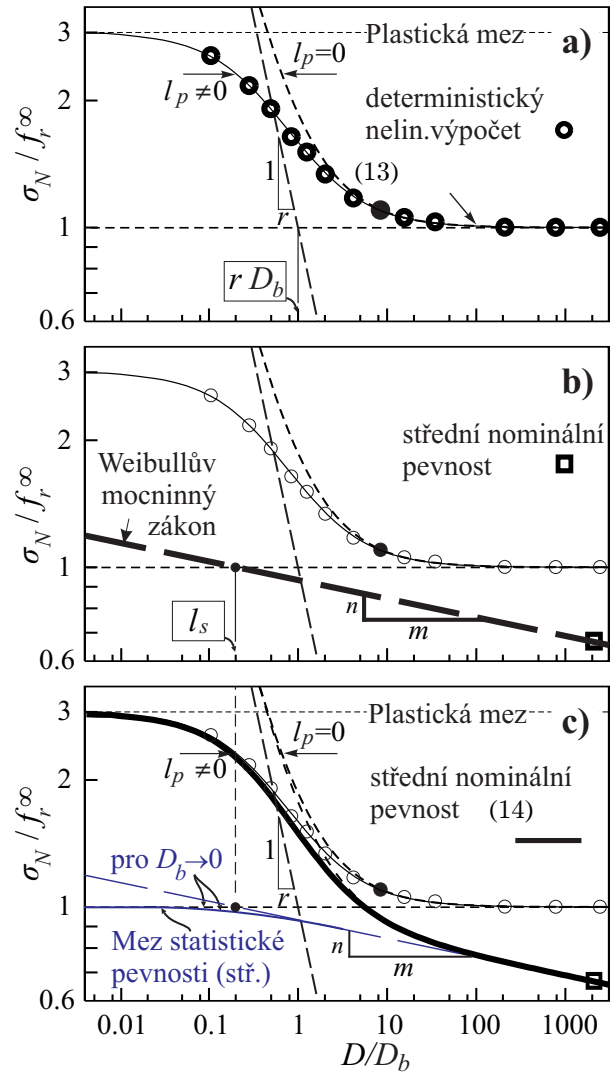 3
Plastická mez
a)
l_p=0
l_p ≠0
deterministický
nelin.výpočet
2
(13)
1
r
σ_N / f_r^∞
1
r D_b
0.6
3
b)
střední nominální
pevnost
2
Weibullův
mocninný
zákon
σ_N / f_r^∞
1
l_s
n
m
0.6
3
Plastická mez
c)
l_p=0
l_p ≠0
střední nominální
pevnost (14)
2
1
r
σ_N / f_r^∞
pro D_b→0
1
Mez statistické
pevnosti (stř.)
n
m
0.6
0.01 0.1 1 10 100 1000
D/D_b